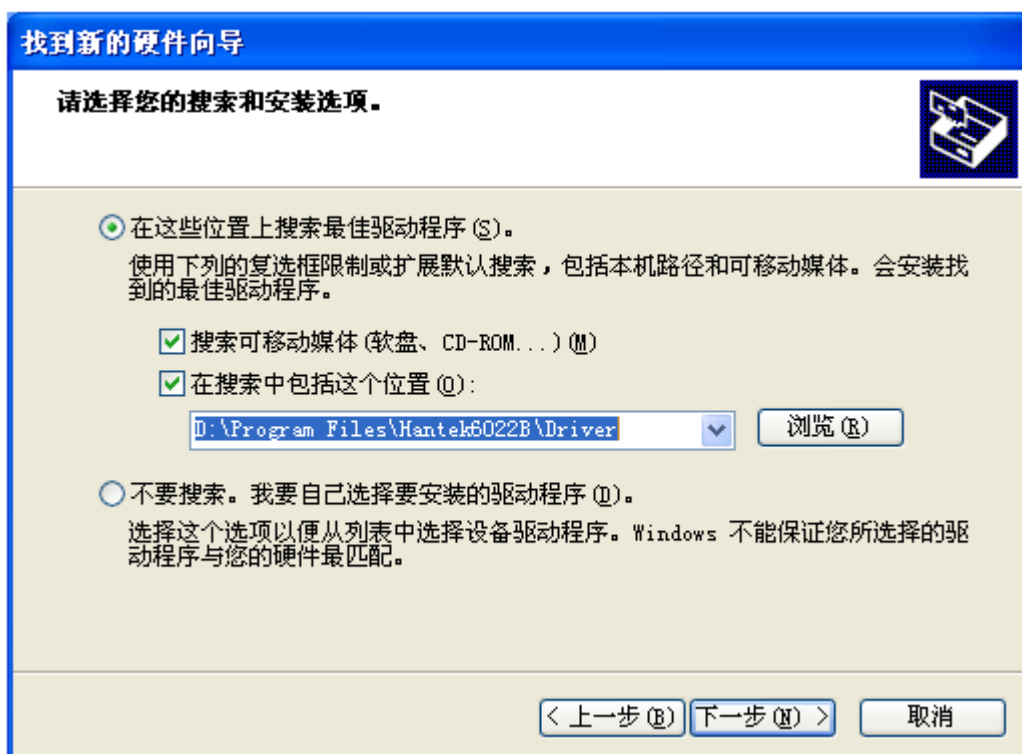 找到新的硬件向导
请选择您的搜索和安装选项。
在这些位置上搜索最佳驱动程序(S)。
使用下列的复选框限制或扩展默认搜索，包括本机路径和可移动媒体。会安装找
到的最佳驱动程序。
搜索可移动媒体(软盘、CD-ROM...)(M)
在搜索中包括这个位置(O):
D:\Program Files\Hantek6022B\Driver
浏览(R)
不要搜索。我要自己选择要安装的驱动程序(D)。
选择这个选项以便从列表中选择设备驱动程序。Windows 不能保证您所选择的驱
动程序与您的硬件最匹配。
< 上一步(B) 下一步(N) > 取消